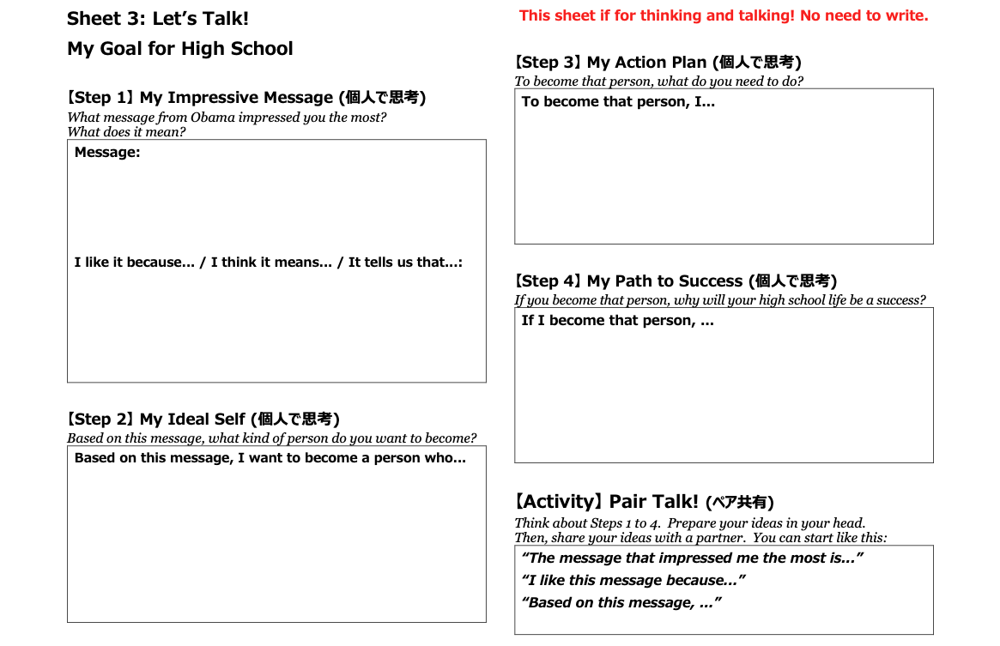 Sheet 3: Let’s Talk!
My Goal for High School
【Step 1】 My Impressive Message (個人で思考)
What message from Obama impressed you the most?
What does it mean?
Message:
I like it because... / I think it means... / It tells us that...:
【Step 2】 My Ideal Self (個人で思考)
Based on this message, what kind of person do you want to become?
Based on this message, I want to become a person who...
This sheet if for thinking and talking! No need to write.
【Step 3】 My Action Plan (個人で思考)
To become that person, what do you need to do?
To become that person, I...
【Step 4】 My Path to Success (個人で思考)
If you become that person, why will your high school life be a success?
If I become that person, ...
【Activity】 Pair Talk! (ペア共有)
Think about Steps 1 to 4.  Prepare your ideas in your head.
Then, share your ideas with a partner.  You can start like this:
“The message that impressed me the most is...”
“I like this message because...”
“Based on this message, ...”